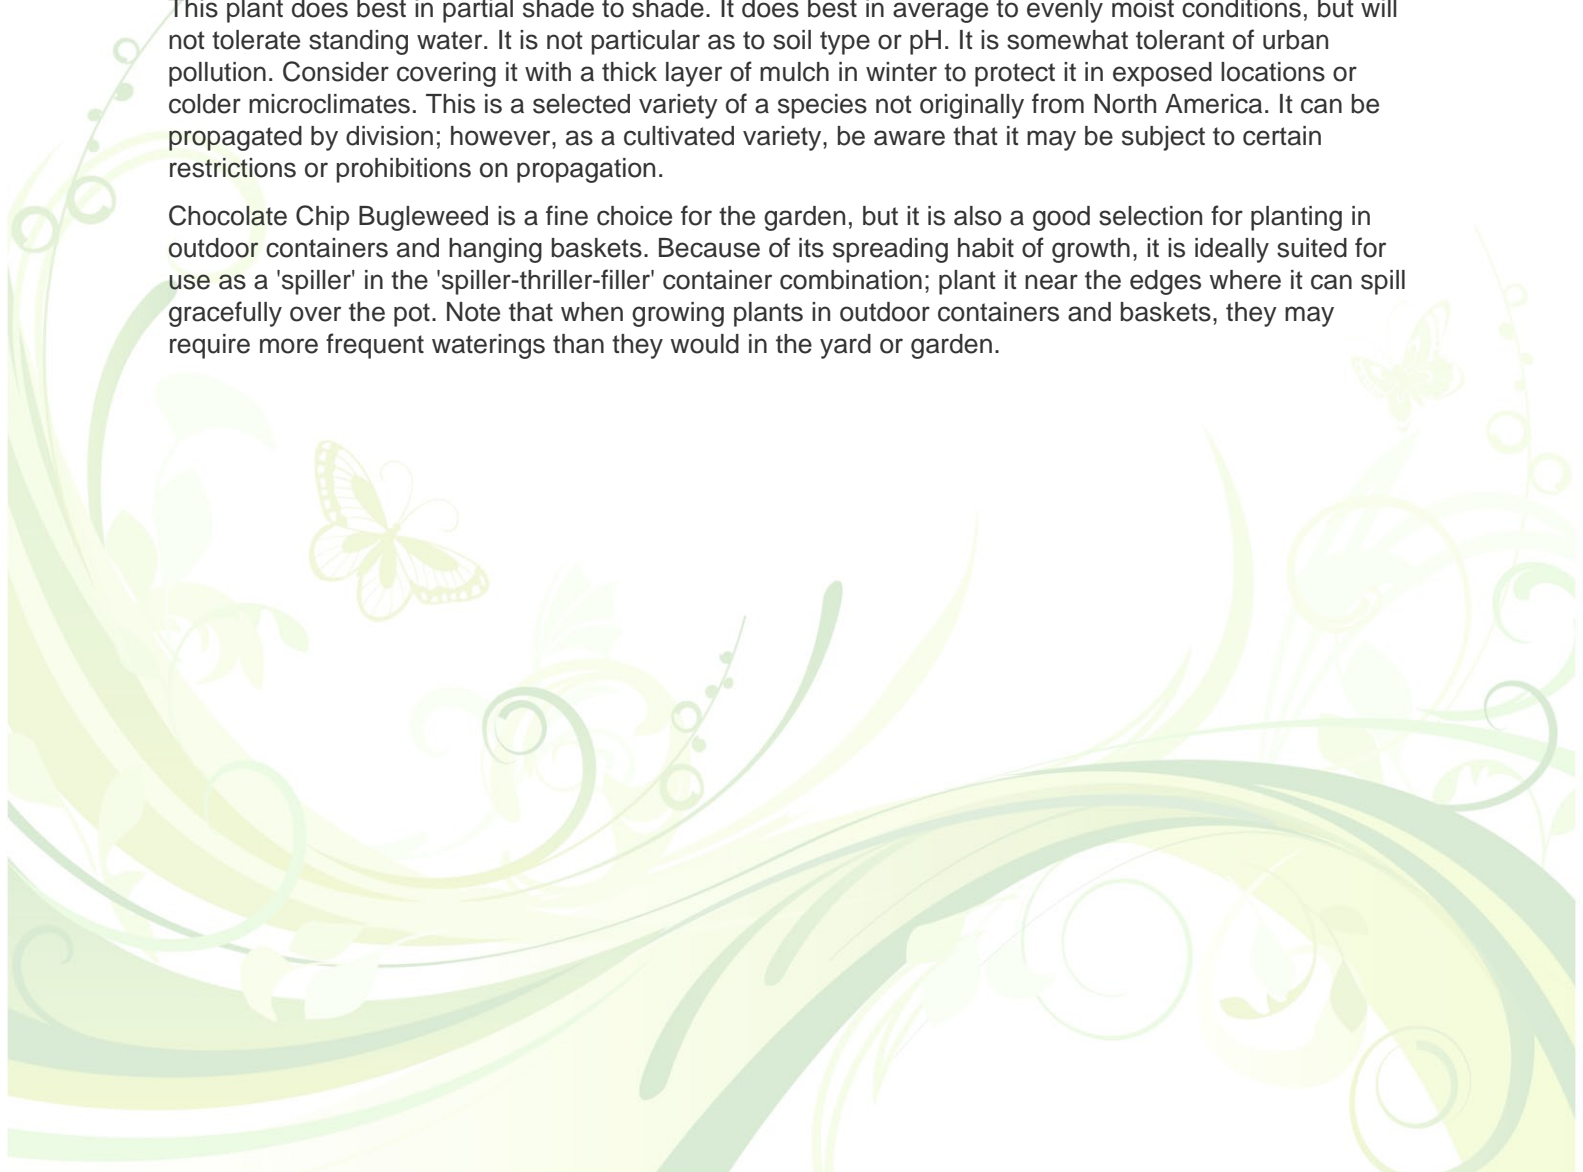 This plant does best in partial shade to shade. It does best in average to evenly moist conditions, but will
not tolerate standing water. It is not particular as to soil type or pH. It is somewhat tolerant of urban
pollution. Consider covering it with a thick layer of mulch in winter to protect it in exposed locations or
colder microclimates. This is a selected variety of a species not originally from North America. It can be
propagated by division; however, as a cultivated variety, be aware that it may be subject to certain
restrictions or prohibitions on propagation.
Chocolate Chip Bugleweed is a fine choice for the garden, but it is also a good selection for planting in
outdoor containers and hanging baskets. Because of its spreading habit of growth, it is ideally suited for
use as a 'spiller' in the 'spiller-thriller-filler' container combination; plant it near the edges where it can spill
gracefully over the pot. Note that when growing plants in outdoor containers and baskets, they may
require more frequent waterings than they would in the yard or garden.